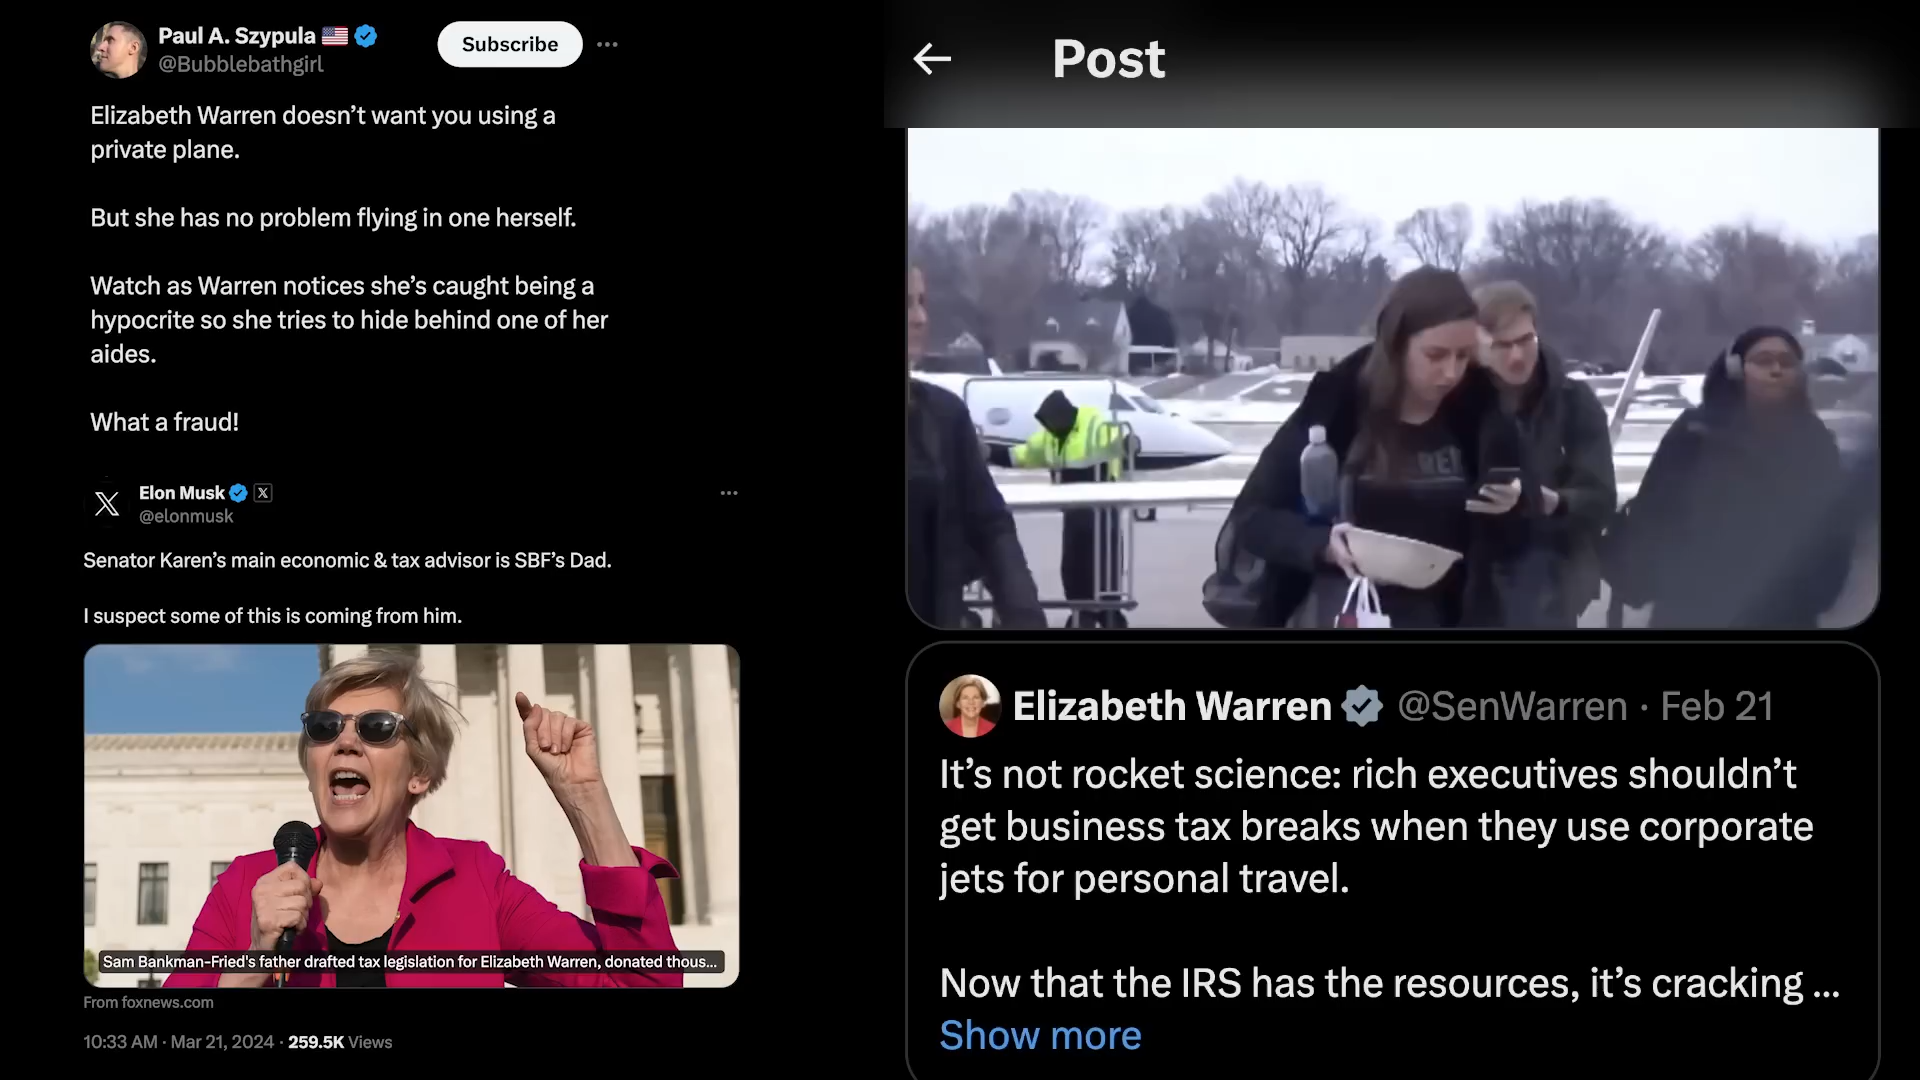 Paul A. Szypula
@Bubblebathgirl
Subscribe
Elizabeth Warren doesn’t want you using a
private plane.
But she has no problem flying in one herself.
Watch as Warren notices she’s caught being a
hypocrite so she tries to hide behind one of her
aides.
What a fraud!
Elon Musk
@elonmusk
Senator Karen’s main economic & tax advisor is SBF’s Dad.
I suspect some of this is coming from him.
Sam Bankman-Fried's father drafted tax legislation for Elizabeth Warren, donated thous...
From foxnews.com
10:33 AM · Mar 21, 2024 · 259.5K Views
Post
Elizabeth Warren @SenWarren · Feb 21
It’s not rocket science: rich executives shouldn’t
get business tax breaks when they use corporate
jets for personal travel.
Now that the IRS has the resources, it’s cracking ...
Show more